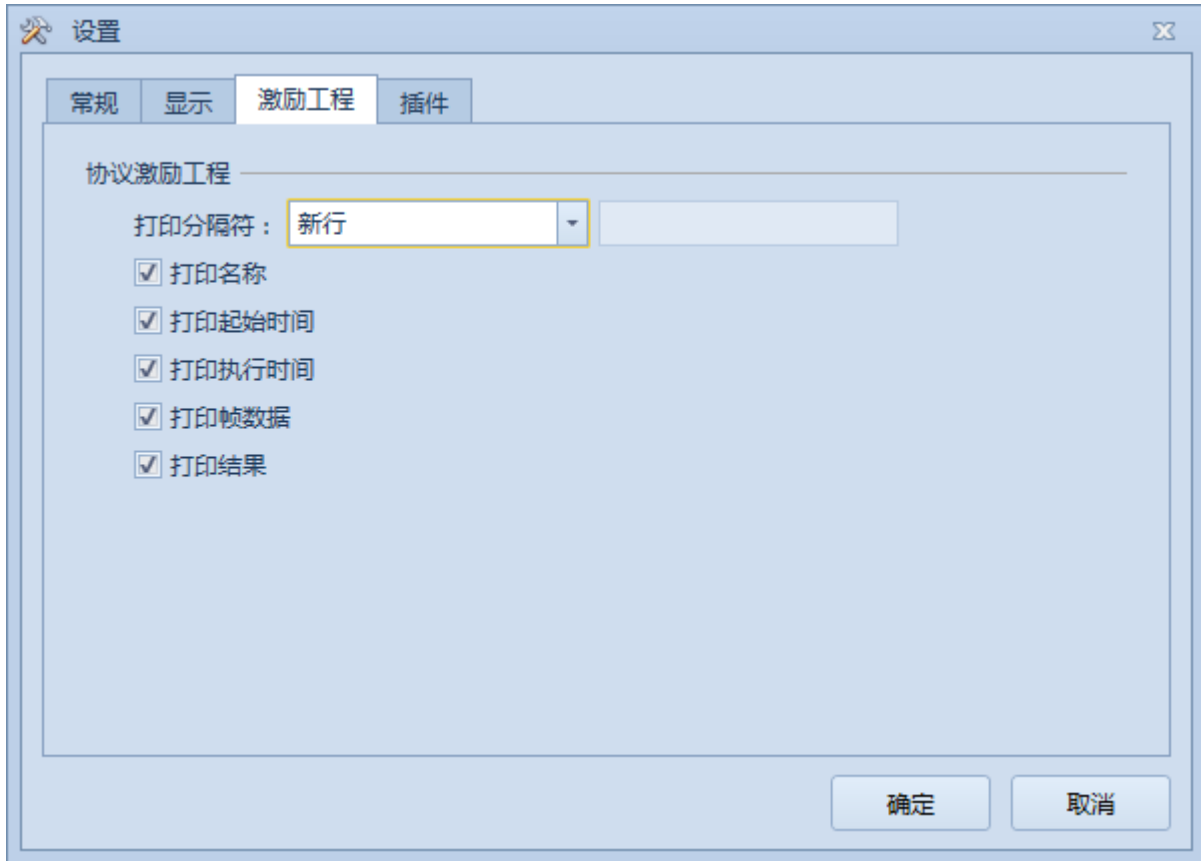 设置
常规 显示 激励工程 插件
协议激励工程
打印分隔符： 新行
打印名称
打印起始时间
打印执行时间
打印帧数据
打印结果
确定 取消